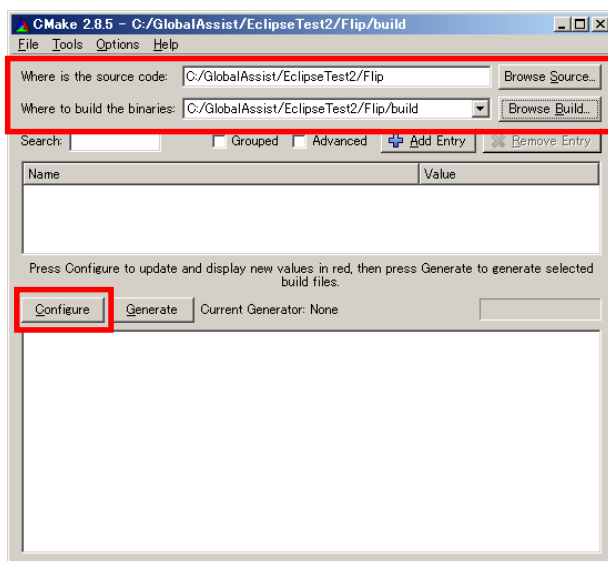 CMake 2.8.5 - C:/GlobalAssist/EclipseTest2/Flip/build
File Tools Options Help
Where is the source code: C:/GlobalAssist/EclipseTest2/Flip Browse Source...
Where to build the binaries: C:/GlobalAssist/EclipseTest2/Flip/build Browse Build...
Search: Grouped Advanced Add Entry Remove Entry
Name Value
Press Configure to update and display new values in red, then press Generate to generate selected
build files.
Configure Generate Current Generator: None